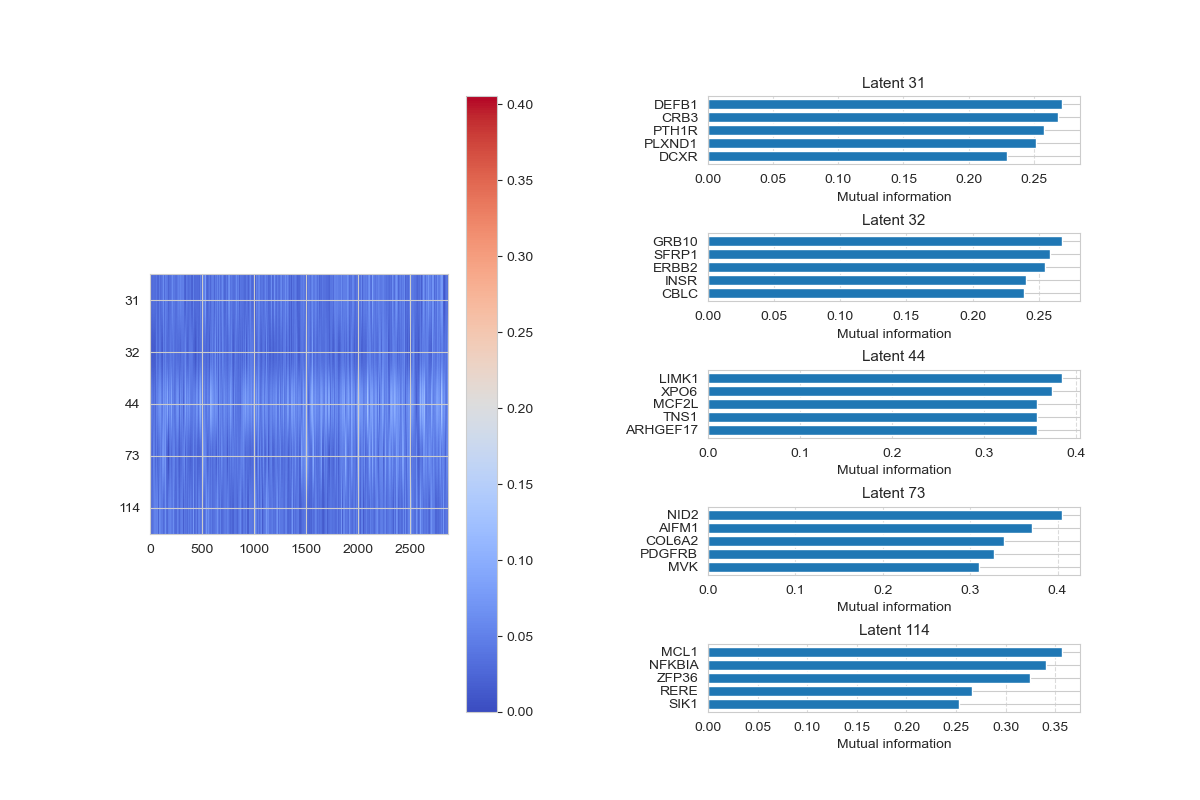 0.40
0.35
0.30
0.25
0.20
0.15
0.10
0.05
0.00
31
32
44
73
114
0 500 1000 1500 2000 2500
Latent 31
DEFB1
CRB3
PTH1R
PLXND1
DCXR
0.00 0.05 0.10 0.15 0.20 0.25
Mutual information
Latent 32
GRB10
SFRP1
ERBB2
INSR
CBLC
0.00 0.05 0.10 0.15 0.20 0.25
Mutual information
Latent 44
LIMK1
XPO6
MCF2L
TNS1
ARHGEF17
0.0 0.1 0.2 0.3 0.4
Mutual information
Latent 73
NID2
AIFM1
COL6A2
PDGFRB
MVK
0.0 0.1 0.2 0.3 0.4
Mutual information
Latent 114
MCL1
NFKBIA
ZFP36
RERE
SIK1
0.00 0.05 0.10 0.15 0.20 0.25 0.30 0.35
Mutual information